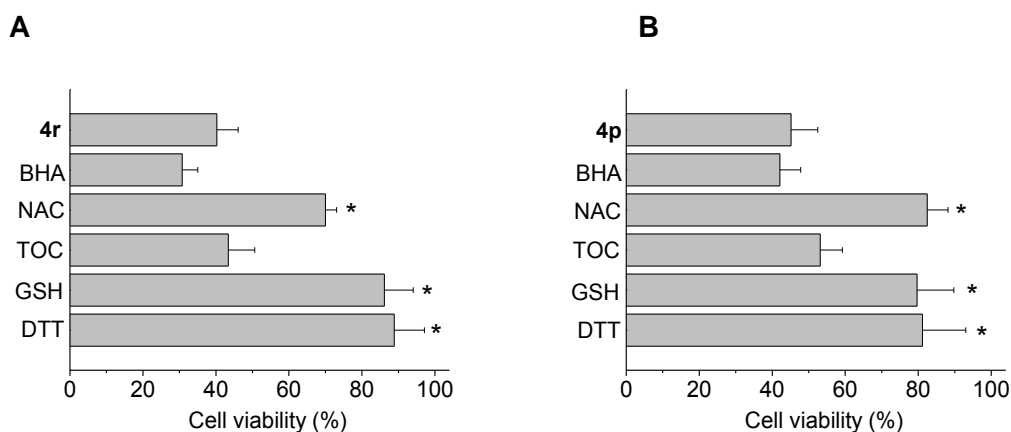 A
4r
BHA
NAC *
TOC
GSH *
DTT *
0 20 40 60 80 100
Cell viability (%)
B
4p
BHA
NAC *
TOC
GSH *
DTT *
0 20 40 60 80 100
Cell viability (%)